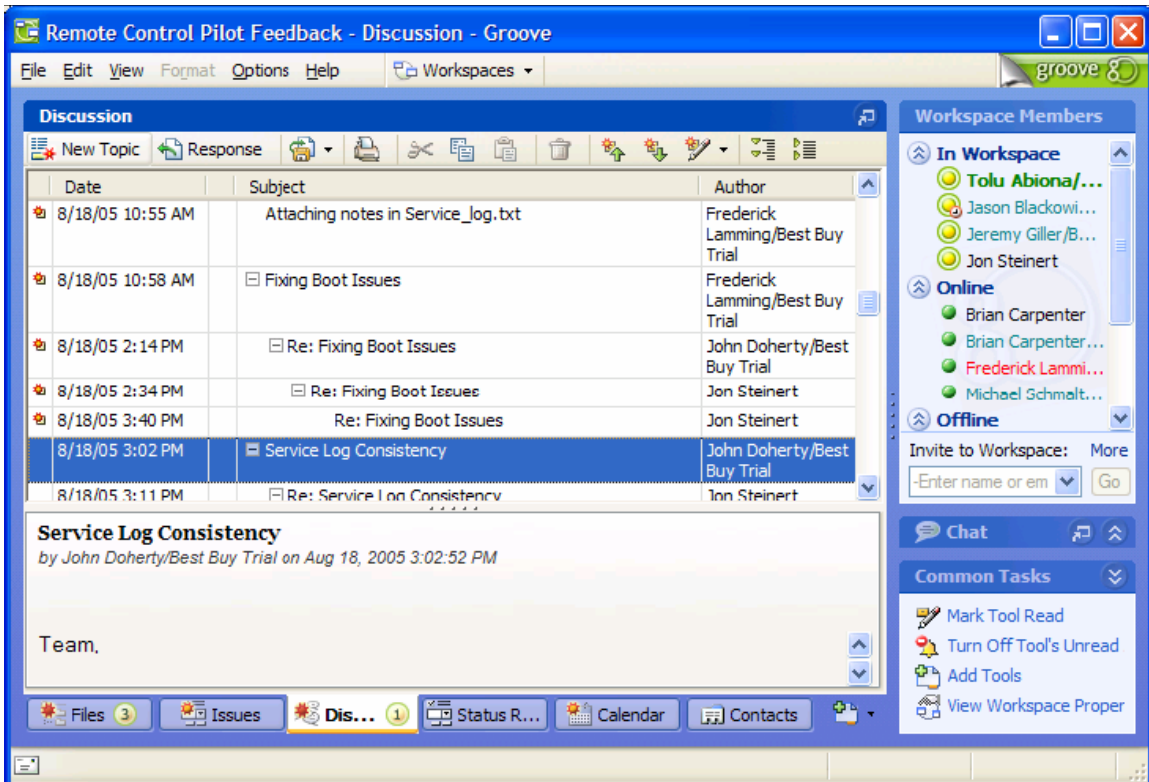 Remote Control Pilot Feedback - Discussion - Groove
File Edit View Format Options Help Workspaces
groove
Discussion
New Topic Response
Date Subject Author
8/18/05 10:55 AM Attaching notes in Service_log.txt Frederick
Lamming/Best Buy
Trial
8/18/05 10:58 AM Fixing Boot Issues Frederick
Lamming/Best Buy
Trial
8/18/05 2:14 PM Re: Fixing Boot Issues John Doherty/Best
Buy Trial
8/18/05 2:34 PM Re: Fixing Boot Issues Jon Steinert
8/18/05 3:40 PM Re: Fixing Boot Issues Jon Steinert
8/18/05 3:02 PM Service Log Consistency John Doherty/Best
Buy Trial
8/18/05 3:11 PM Re: Service Log Consistency Jon Steinert
Service Log Consistency
by John Doherty/Best Buy Trial on Aug 18, 2005 3:02:52 PM
Team,
Files 3 Issues Dis... 1 Status R... Calendar Contacts
Workspace Members
In Workspace
Tolu Abiona/...
Jason Blackowi...
Jeremy Giller/B...
Jon Steinert
Online
Brian Carpenter
Brian Carpenter...
Frederick Lammi...
Michael Schmalt...
Offline
Invite to Workspace: More
-Enter name or em Go
Chat
Common Tasks
Mark Tool Read
Turn Off Tool's Unread
Add Tools
View Workspace Proper